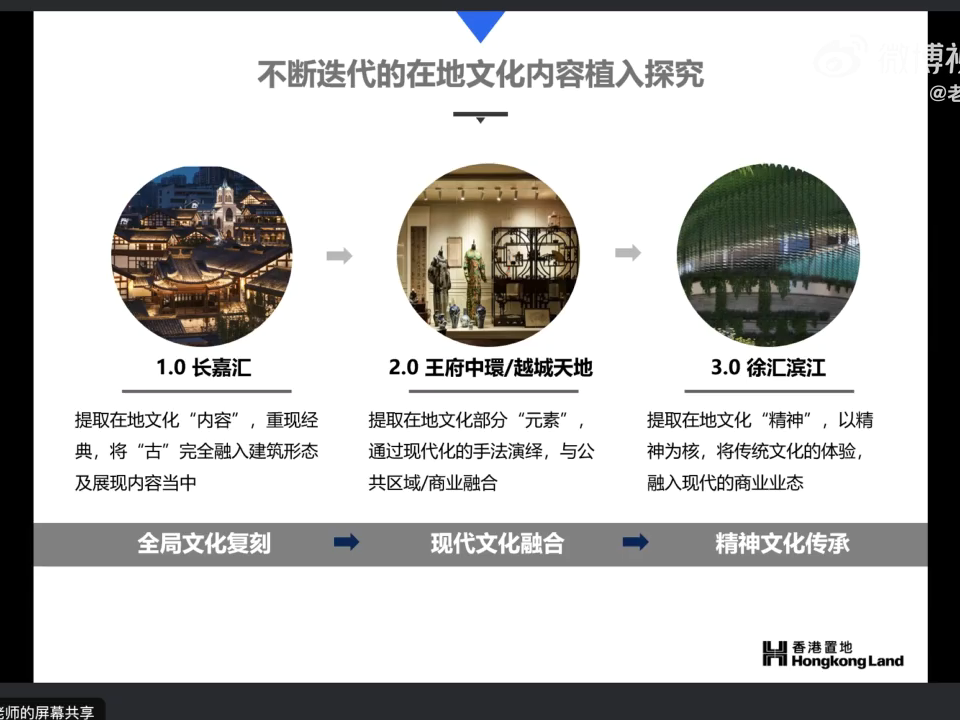 不断迭代的在地文化内容植入探究
微博视
@老
1.0 长嘉汇
提取在地文化“内容”，重现经
典，将“古”完全融入建筑形态
及展现内容当中
2.0 王府中環/越城天地
提取在地文化部分“元素”，
通过现代化的手法演绎，与公
共区域/商业融合
3.0 徐汇滨江
提取在地文化“精神”，以精
神为核，将传统文化的体验，
融入现代的商业业态
全局文化复刻
现代文化融合
精神文化传承
香港置地
Hongkong Land
老师的屏幕共享